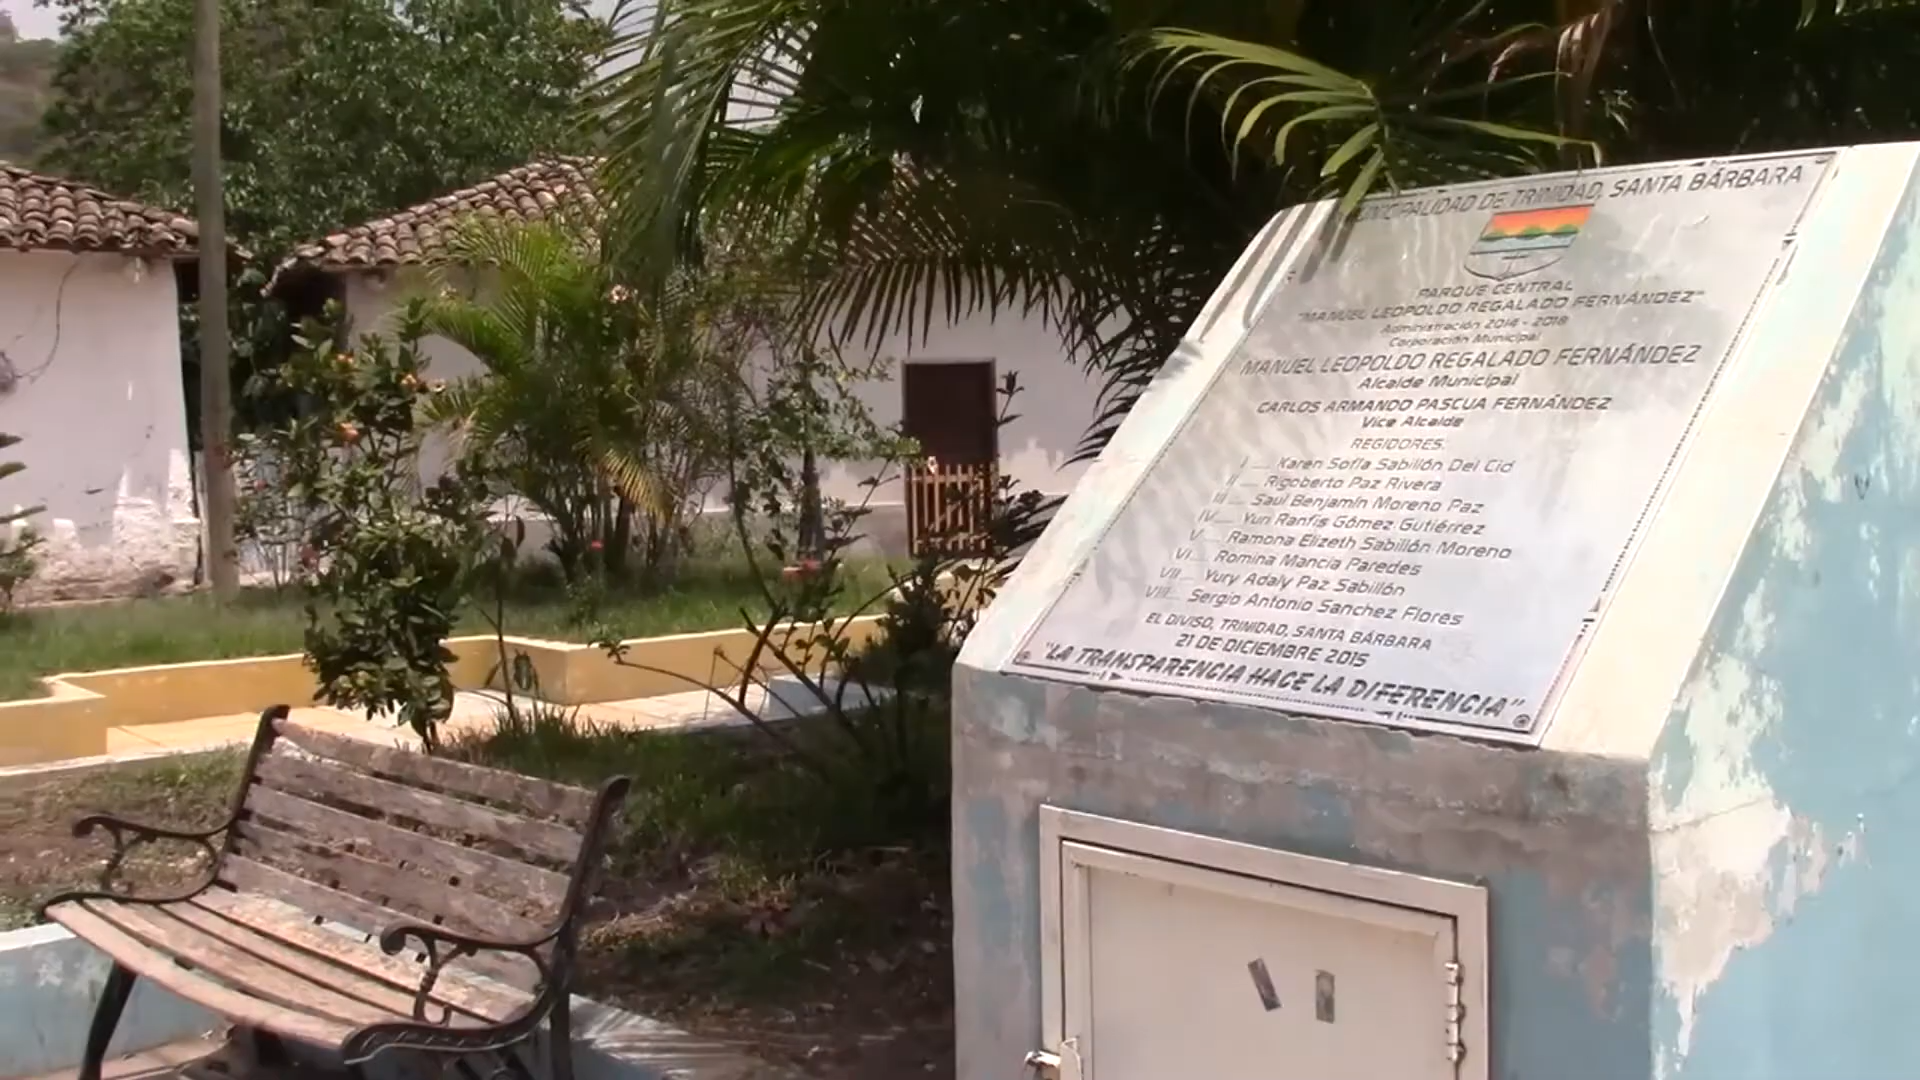 MUNICIPALIDAD DE TRINIDAD, SANTA BÁRBARA
PARQUE CENTRAL
"MANUEL LEOPOLDO REGALADO FERNÁNDEZ"
Administración 2014 - 2018
Corporación Municipal
MANUEL LEOPOLDO REGALADO FERNÁNDEZ
Alcalde Municipal
CARLOS ARMANDO PASCUA FERNÁNDEZ
Vice Alcalde
REGIDORES:
I ..... Karen Sofía Sabillón Del Cid
II ..... Rigoberto Paz Rivera
III ..... Saul Benjamín Moreno Paz
IV ..... Yuri Ranfis Gómez Gutiérrez
V ..... Ramona Elizeth Sabillón Moreno
VI ..... Romina Mancía Paredes
VII ..... Yury Adaly Paz Sabillón
VIII ..... Sergio Antonio Sanchez Flores
EL DIVISO, TRINIDAD, SANTA BÁRBARA
21 DE DICIEMBRE 2015
"LA TRANSPARENCIA HACE LA DIFERENCIA"